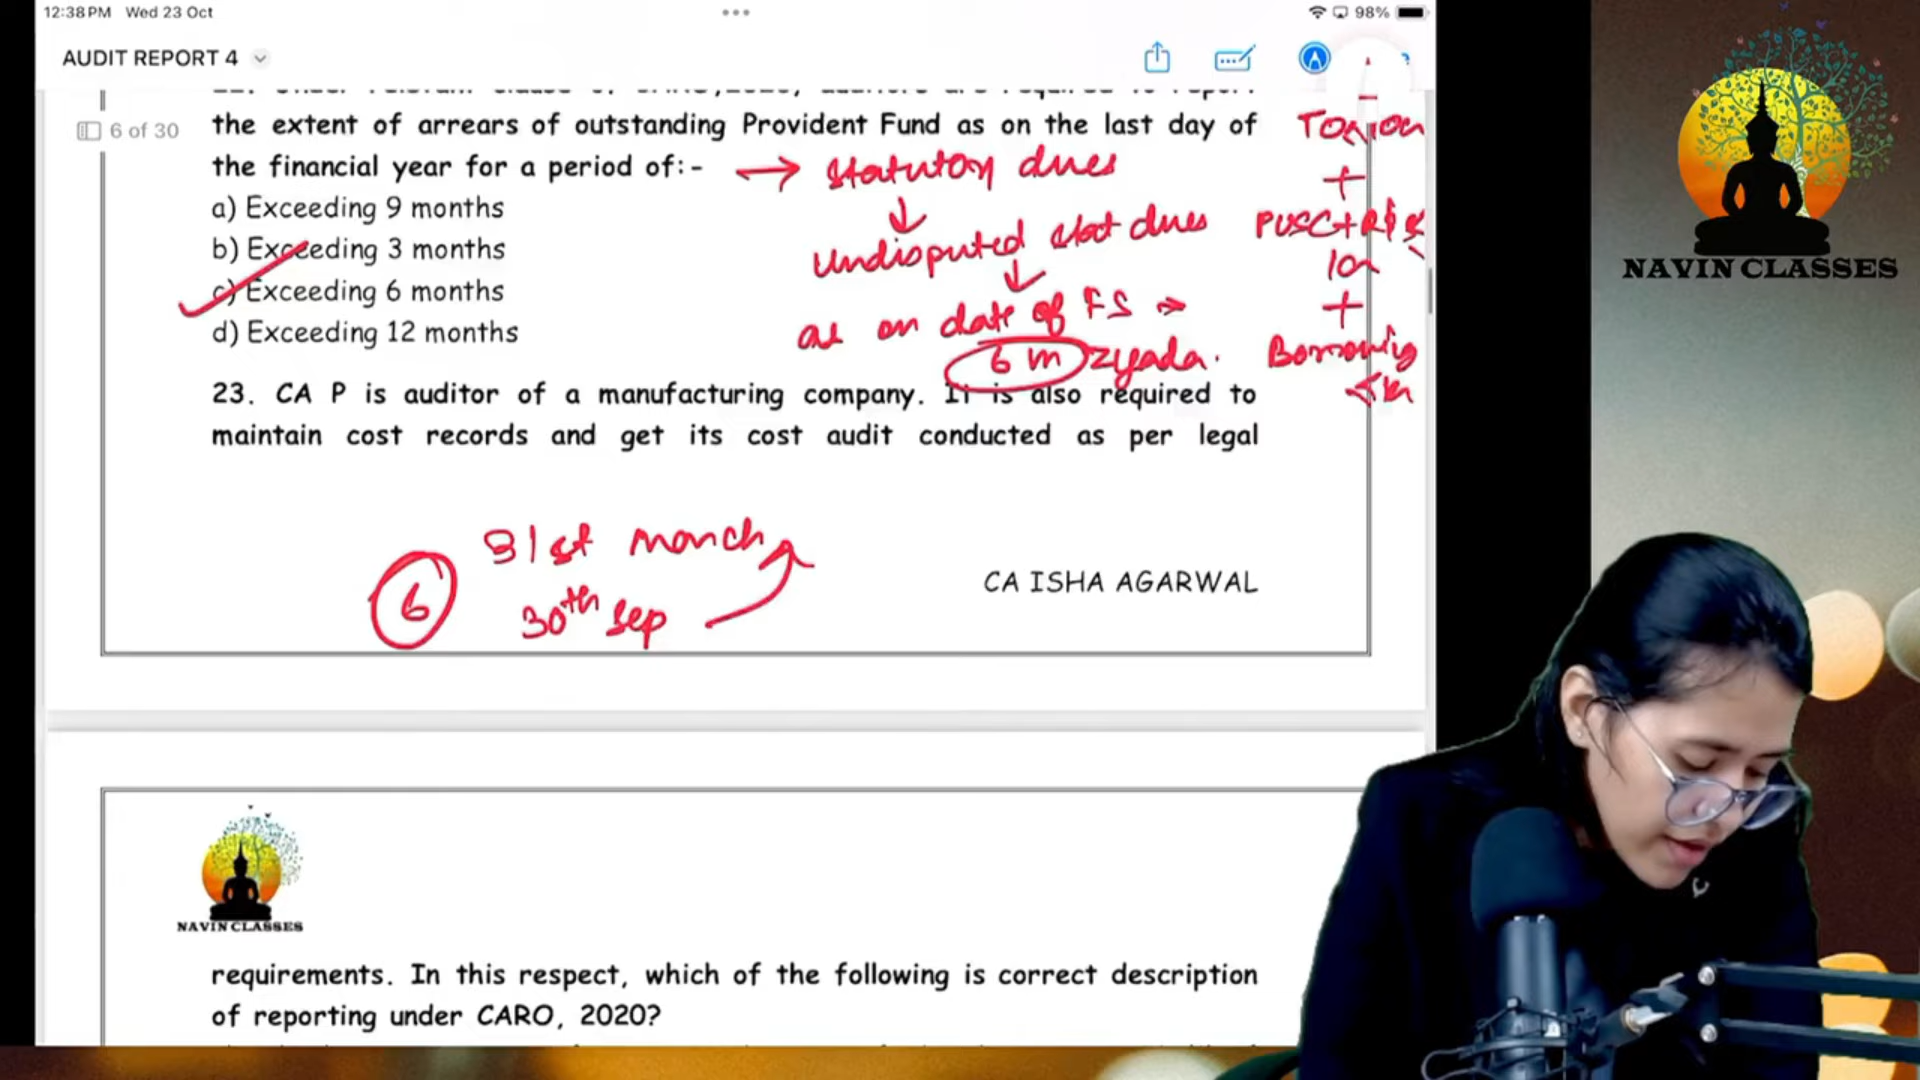 12:38 PM Wed 23 Oct
98%
AUDIT REPORT 4
6 of 30
the extent of arrears of outstanding Provident Fund as on the last day of
the financial year for a period of:- → Statutory dues
a) Exceeding 9 months
b) Exceeding 3 months
c) Exceeding 6 months
d) Exceeding 12 months
undisputed stat dues
as on date of FS ⇒
6 m zyada.
+
+
Borrowing
23. CA P is auditor of a manufacturing company. It is also required to
maintain cost records and get its cost audit conducted as per legal
31st March
6
30th Sep
CA ISHA AGARWAL
NAVIN CLASSES
NAVIN CLASSES
requirements. In this respect, which of the following is correct description
of reporting under CARO, 2020?